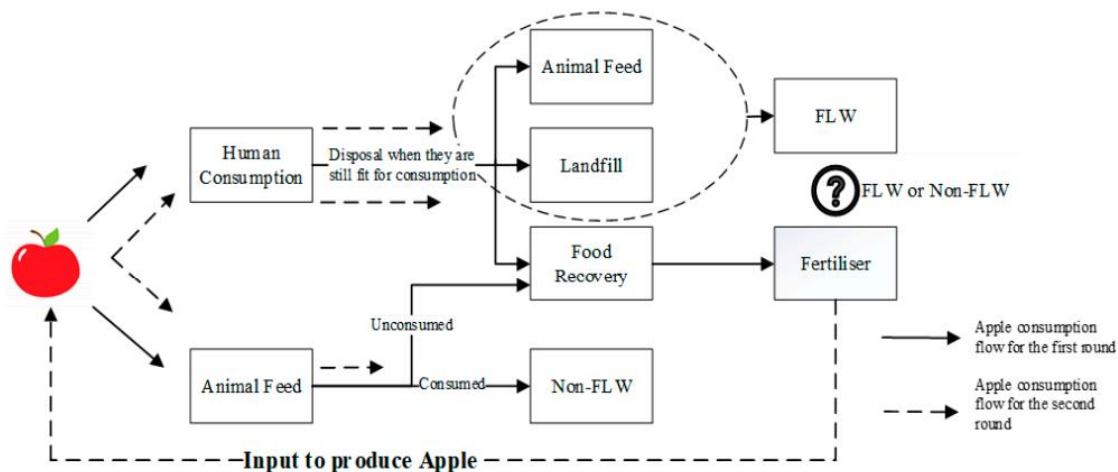 Animal Feed
FLW
Human
Consumption
Disposal when they are
still fit for consumption
Landfill
?
FLW or Non-FLW
Food
Recovery
Fertiliser
Unconsumed
Apple consumption
flow for the first round
Animal Feed
Consumed
Non-FLW
Apple consumption
flow for the second
round
Input to produce Apple